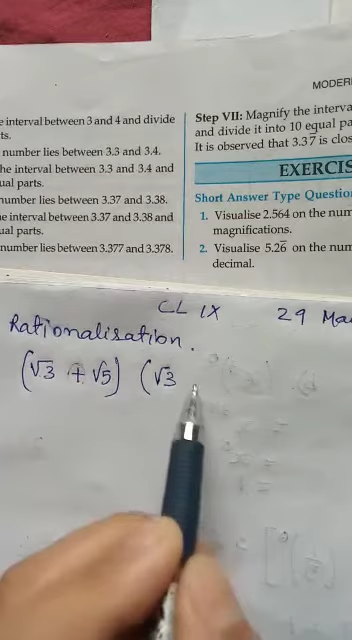 MODER
e interval between 3 and 4 and divide
ts.
number lies between 3.3 and 3.4.
he interval between 3.3 and 3.4 and
ual parts.
number lies between 3.37 and 3.38.
e interval between 3.37 and 3.38 and
ual parts.
number lies between 3.377 and 3.378.
Step VII: Magnify the interva
and divide it into 10 equal pa
It is observed that 3.37̅ is clos
EXERCIS
Short Answer Type Questio
1. Visualise 2.564 on the num
magnifications.
2. Visualise 5.26̅ on the num
decimal.
CL IX 29 Ma
Rationalisation.
(√3 + √5) (√3